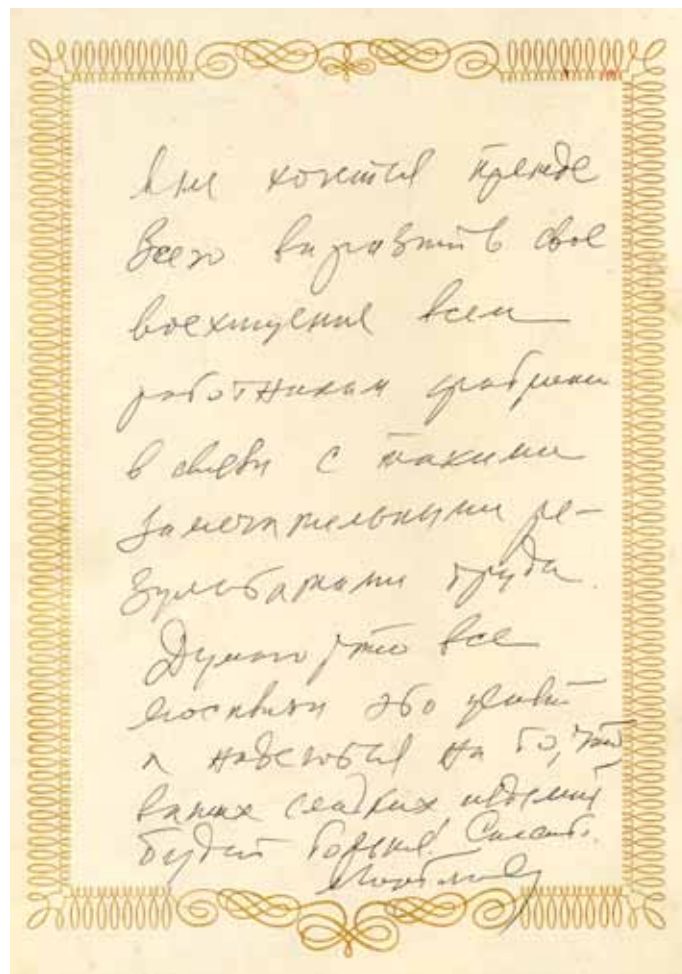 Мне хочется прежде
всего выразить свое
восхищение всем
работникам фабрики
в связи с такими
замечательными ре-
зультатами труда.
Думаю, что все
москвичи это ценят
и надеются на то, что
ваших сладких изделий
будет больше! Спасибо.